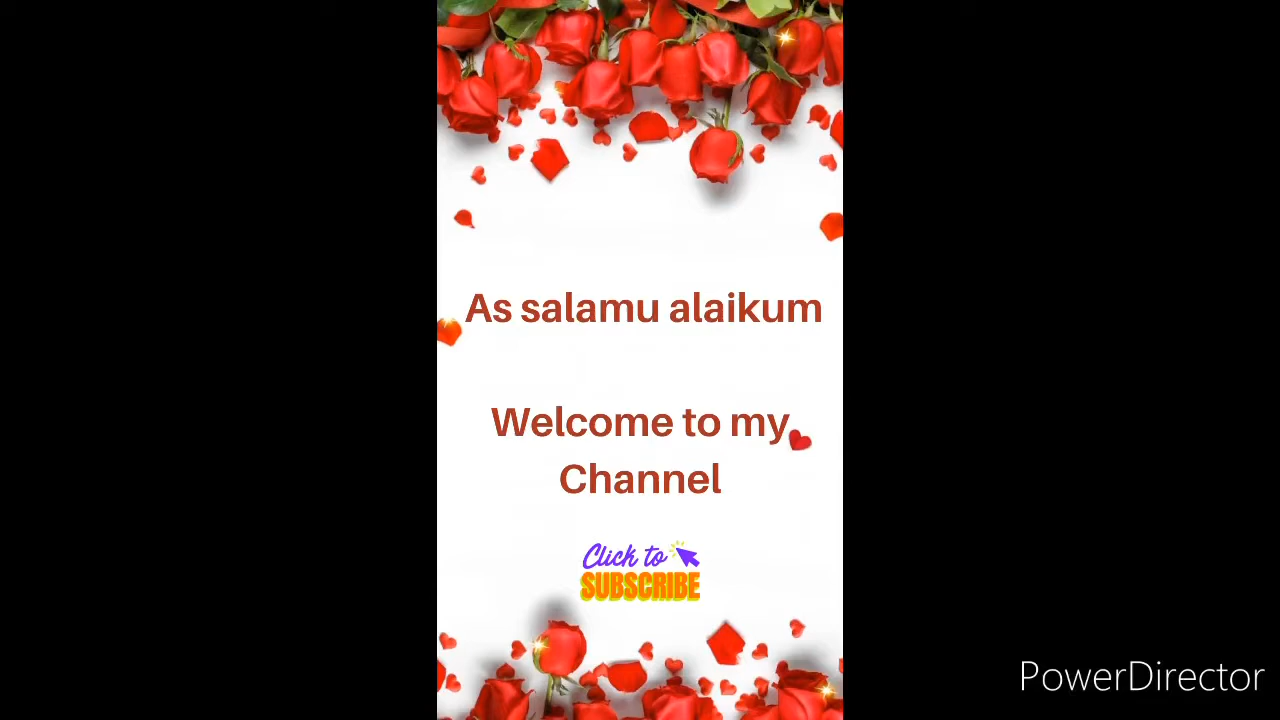 As salamu alaikum
Welcome to my
Channel
Click to
SUBSCRIBE
PowerDirector